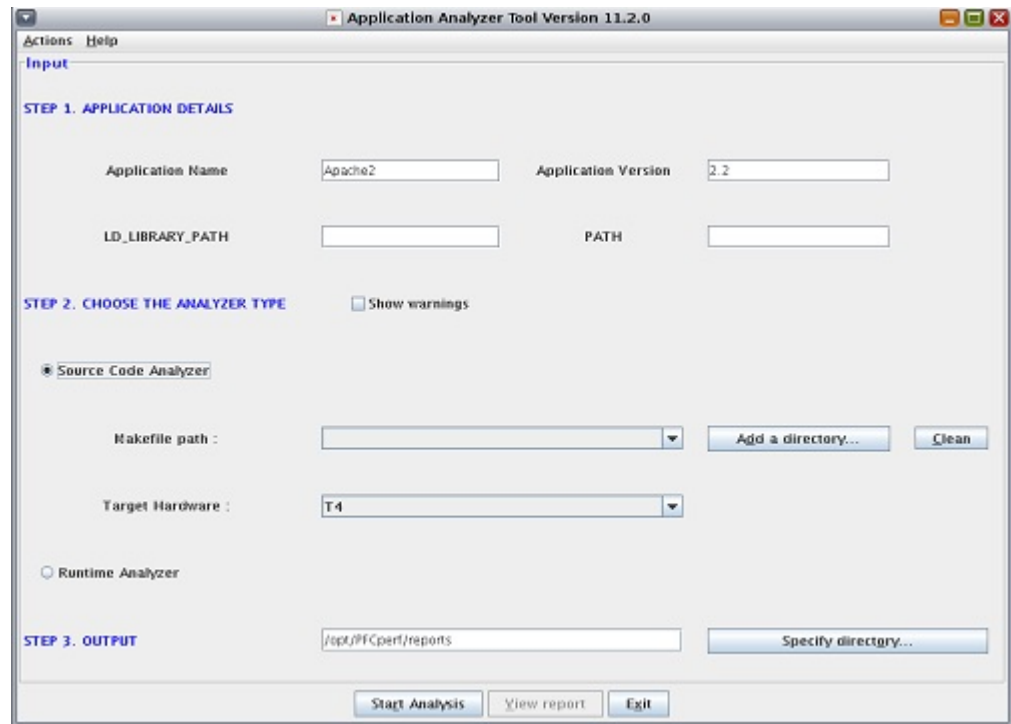 Application Analyzer Tool Version 11.2.0
Actions Help
Input
STEP 1. APPLICATION DETAILS
Application Name Apache2 Application Version 2.2
LD_LIBRARY_PATH PATH
STEP 2. CHOOSE THE ANALYZER TYPE Show warnings
Source Code Analyzer
Makefile path : Add a directory... Clean
Target Hardware : T4
Runtime Analyzer
STEP 3. OUTPUT /opt/PFCperf/reports Specify directory...
Start Analysis View report Exit